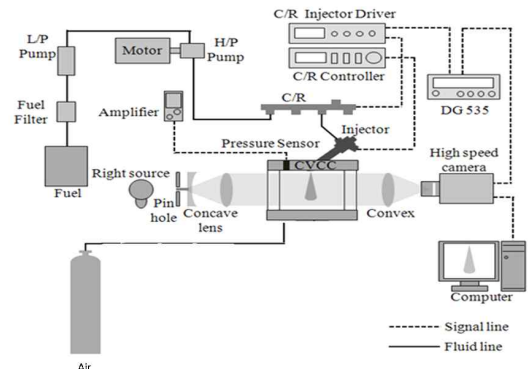 C/R Injector Driver
H/P
Pump
L/P
Pump
Motor
C/R Controller
Fuel
Filter
Amplifier
C/R
DG 535
Injector
Pressure Sensor
High speed
camera
CVCC
Fuel
Right source
Pin
hole
Concave
lens
Convex
Computer
Signal line
Fluid line
Air